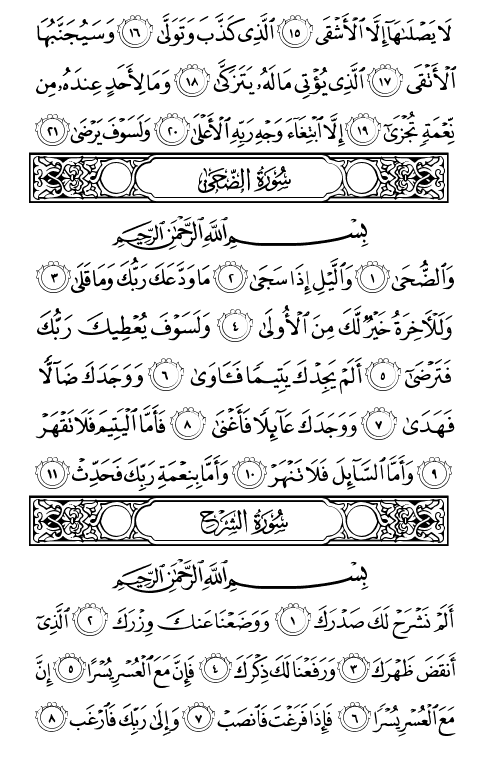 لَا يَصْلَىٰهَآ إِلَّا ٱلْأَشْقَى ١٥ ٱلَّذِى كَذَّبَ وَتَوَلَّىٰ ١٦ وَسَيُجَنَّبُهَا
ٱلْأَتْقَى ١٧ ٱلَّذِى يُؤْتِى مَالَهُۥ يَتَزَكَّىٰ ١٨ وَمَا لِأَحَدٍ عِندَهُۥ مِن
نِّعْمَةٍ تُجْزَىٰٓ ١٩ إِلَّا ٱبْتِغَآءَ وَجْهِ رَبِّهِ ٱلْأَعْلَىٰ ٢٠ وَلَسَوْفَ يَرْضَىٰ ٢١
سُورَةُ الضُّحَىٰ
بِسْمِ ٱللَّهِ ٱلرَّحْمَٰنِ ٱلرَّحِيمِ
وَٱلضُّحَىٰ ١ وَٱلَّيْلِ إِذَا سَجَىٰ ٢ مَا وَدَّعَكَ رَبُّكَ وَمَا قَلَىٰ ٣
وَلَلْأَخِرَةُ خَيْرٌ لَّكَ مِنَ ٱلْأُولَىٰ ٤ وَلَسَوْفَ يُعْطِيكَ رَبُّكَ
فَتَرْضَىٰٓ ٥ أَلَمْ يَجِدْكَ يَتِيمًا فَـَٔاوَىٰ ٦ وَوَجَدَكَ ضَآلًّا
فَهَدَىٰ ٧ وَوَجَدَكَ عَآئِلًا فَأَغْنَىٰ ٨ فَأَمَّا ٱلْيَتِيمَ فَلَا تَقْهَرْ
٩ وَأَمَّا ٱلسَّآئِلَ فَلَا تَنْهَرْ ١٠ وَأَمَّا بِنِعْمَةِ رَبِّكَ فَحَدِّثْ ١١
سُورَةُ الشَّرْحِ
بِسْمِ ٱللَّهِ ٱلرَّحْمَٰنِ ٱلرَّحِيمِ
أَلَمْ نَشْرَحْ لَكَ صَدْرَكَ ١ وَوَضَعْنَا عَنكَ وِزْرَكَ ٢ ٱلَّذِىٓ
أَنقَضَ ظَهْرَكَ ٣ وَرَفَعْنَا لَكَ ذِكْرَكَ ٤ فَإِنَّ مَعَ ٱلْعُسْرِ يُسْرًا ٥ إِنَّ
مَعَ ٱلْعُسْرِ يُسْرًا ٦ فَإِذَا فَرَغْتَ فَٱنصَبْ ٧ وَإِلَىٰ رَبِّكَ فَٱرْغَب ٨